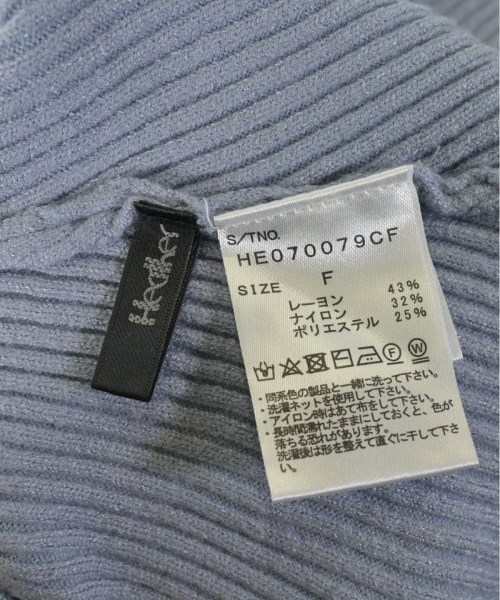 Heather
S/TNO.
HE070079CF
SIZE F
レーヨン 43%
ナイロン 32%
ポリエステル 25%
F W
・同系色の製品と一緒に洗って下さい。
・洗濯ネットを使用して下さい。
・アイロン時はあて布をして下さい。
・長時間濡れたままにしておくと、色が
落ちる恐れがあります。
洗濯後は形を整えて直ぐに干して下さ
い。